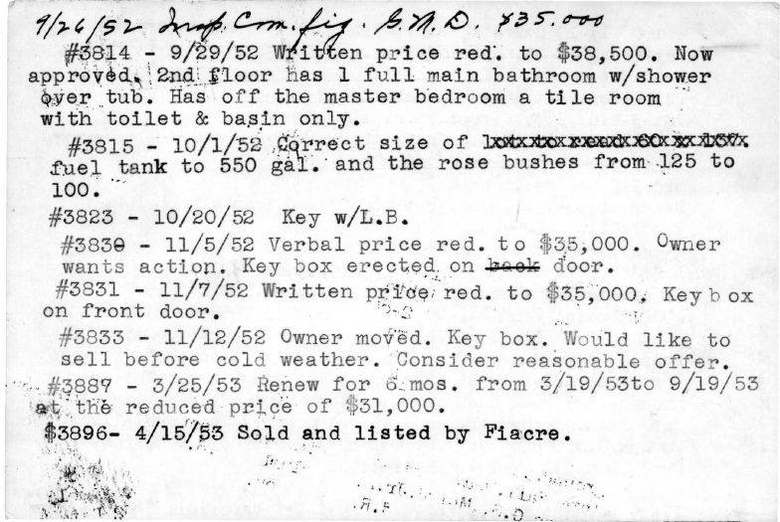 9/26/52 Insp. Com. fig. G.M.D. $35.000
#3814 - 9/29/52 Written price red. to $38,500. Now
approved. 2nd floor has 1 full main bathroom w/shower
over tub. Has off the master bedroom a tile room
with toilet & basin only.
#3815 - 10/1/52 Correct size of
fuel tank to 550 gal. and the rose bushes from 125 to
100.
#3823 - 10/20/52 Key w/L.B.
#3830 - 11/5/52 Verbal price red. to $35,000. Owner
wants action. Key box erected on back door.
#3831 - 11/7/52 Written price red. to $35,000. Key box
on front door.
#3833 - 11/12/52 Owner moved. Key box. Would like to
sell before cold weather. Consider reasonable offer.
#3887 - 3/25/53 Renew for 6 mos. from 3/19/53to 9/19/53
at the reduced price of $31,000.
$3896- 4/15/53 Sold and listed by Fiacre.